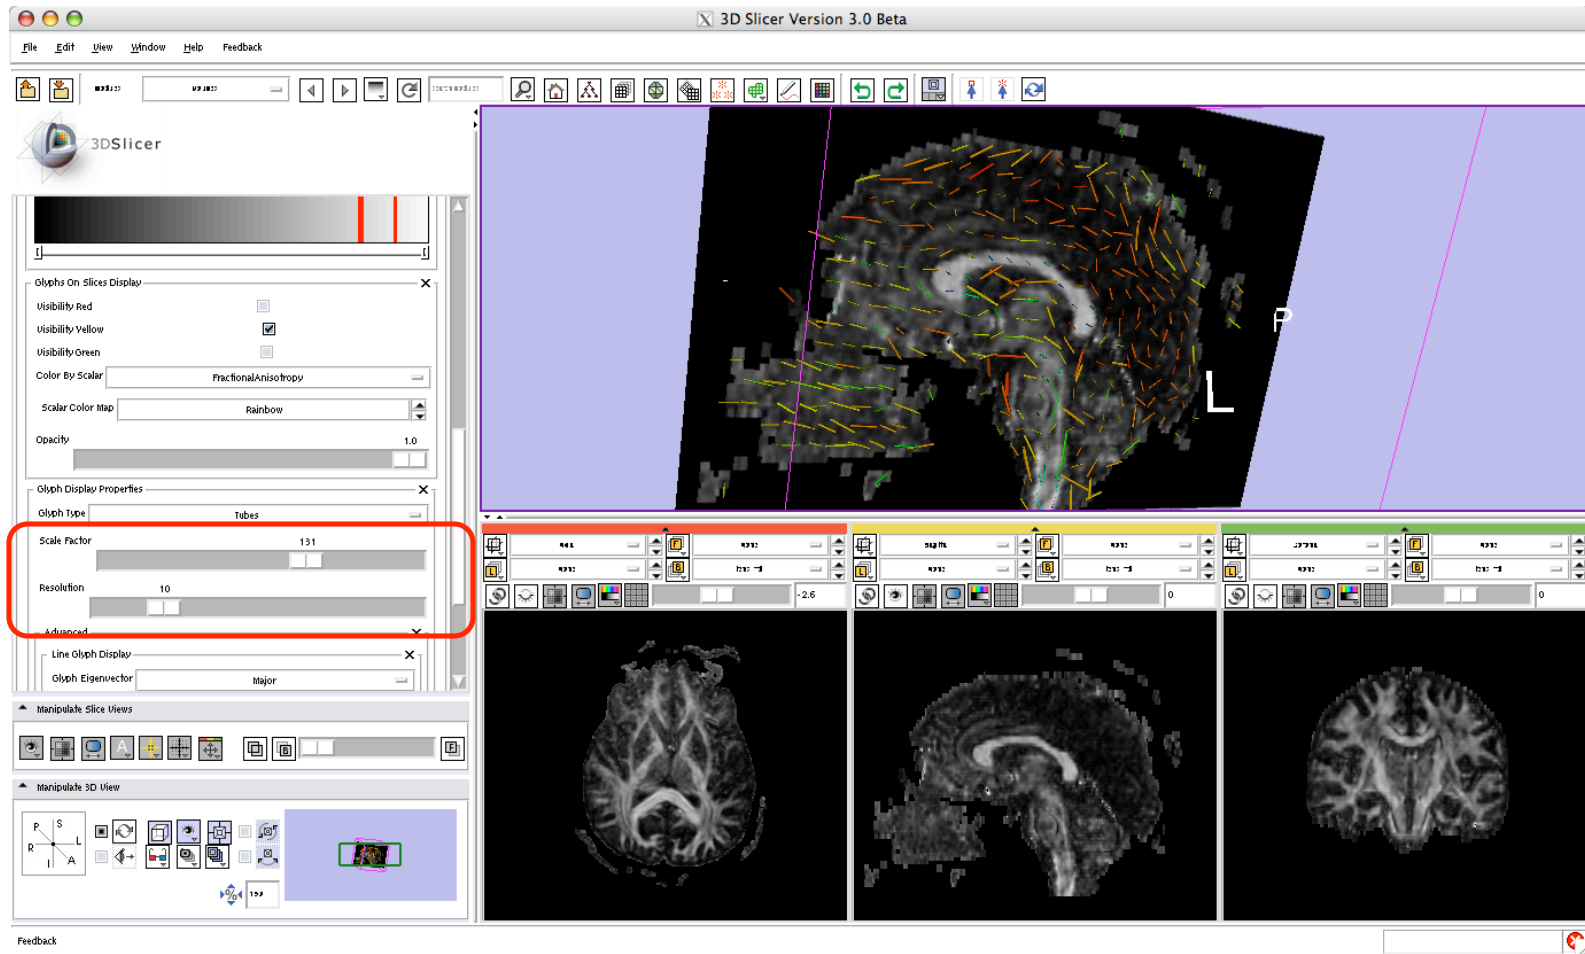 3D Slicer Version 3.0 Beta
File Edit View Window Help Feedback
3DSlicer
Glyphs On Slices Display
Visibility Red
Visibility Yellow
Visibility Green
Color By Scalar FractionalAnisotropy
Scalar Color Map Rainbow
Opacity 1.0
Glyph Display Properties
Glyph Type Tubes
Scale Factor 131
Resolution 10
Advanced
Line Glyph Display
Glyph Eigenvector Major
Manipulate Slice Views
A
B F
Manipulate 3D View
P S
R L
I A
%
P
L
F
L B
-2.6
F
L B
0
F
L B
0
Feedback